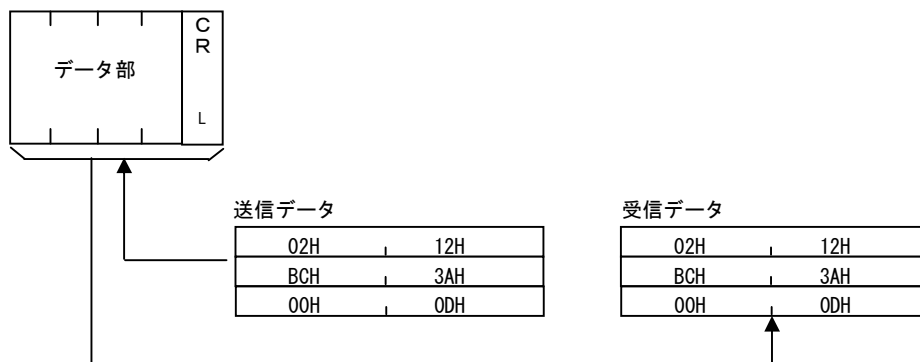 C
R
データ部
L
送信データ
02H 12H
BCH 3AH
00H 0DH
受信データ
02H 12H
BCH 3AH
00H 0DH